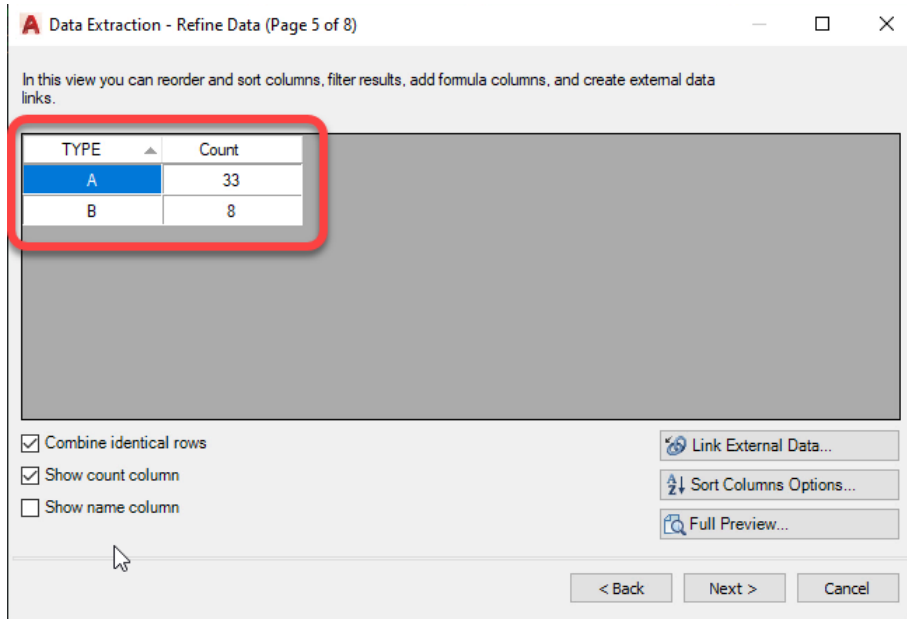 Data Extraction - Refine Data (Page 5 of 8)
In this view you can reorder and sort columns, filter results, add formula columns, and create external data
links.
TYPE Count
A 33
B 8
Combine identical rows
Show count column
Show name column
Link External Data...
Sort Columns Options...
Full Preview...
< Back Next > Cancel